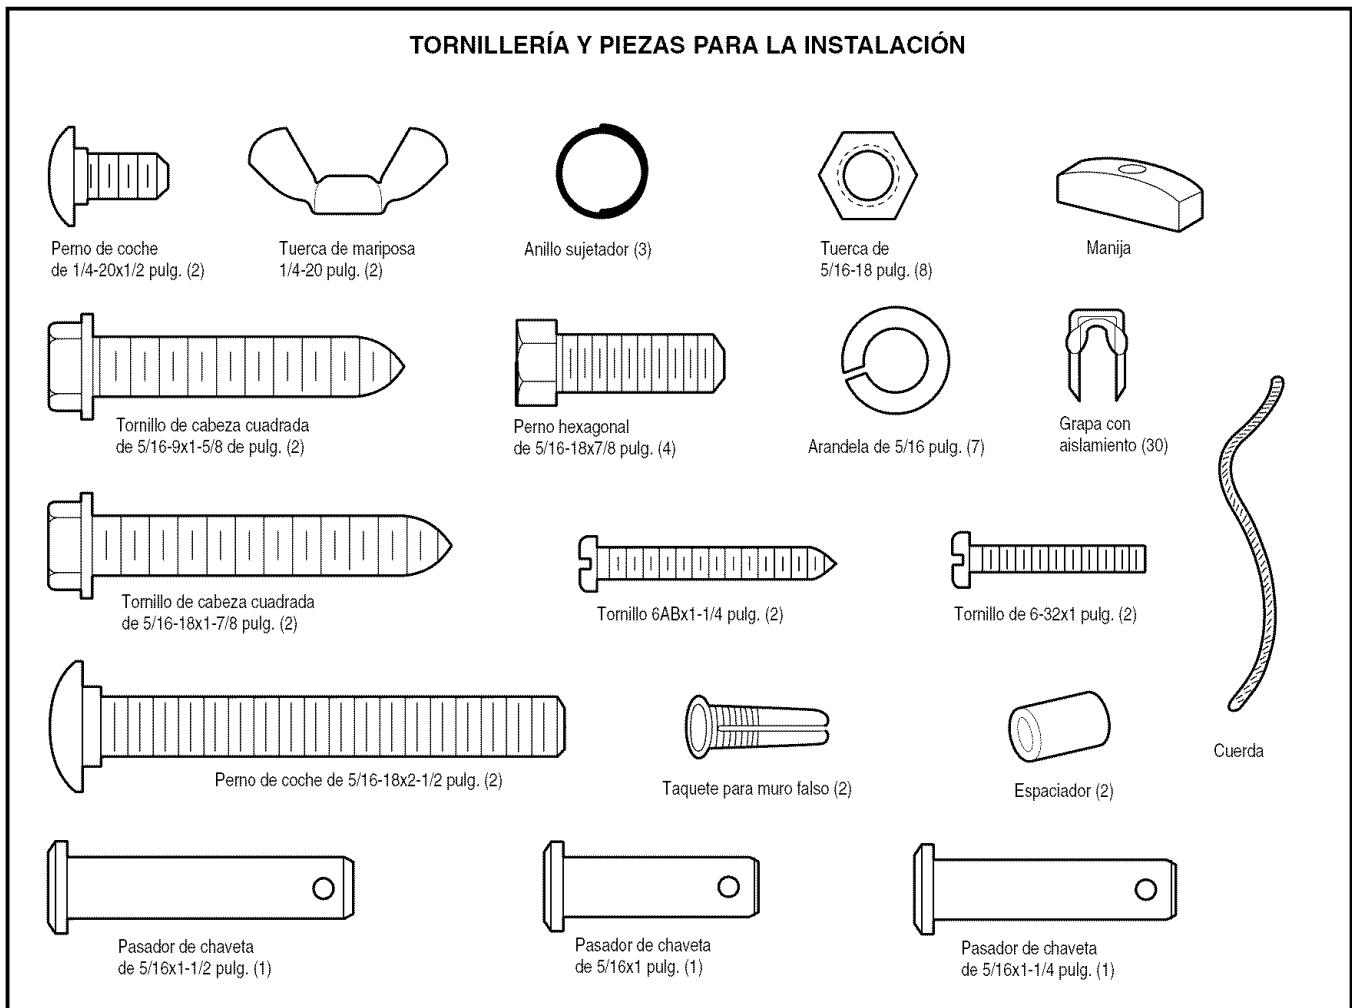 TORNILLERÍA Y PIEZAS PARA LA INSTALACIÓN
Perno de coche
de 1/4-20x1/2 pulg. (2)
Tuerca de mariposa
1/4-20 pulg. (2)
Anillo sujetador (3)
Tuerca de
5/16-18 pulg. (8)
Manija
Tornillo de cabeza cuadrada
de 5/16-9x1-5/8 de pulg. (2)
Perno hexagonal
de 5/16-18x7/8 pulg. (4)
Arandela de 5/16 pulg. (7)
Grapa con
aislamiento (30)
Tornillo de cabeza cuadrada
de 5/16-18x1-7/8 pulg. (2)
Tornillo 6ABx1-1/4 pulg. (2)
Tornillo de 6-32x1 pulg. (2)
Cuerda
Perno de coche de 5/16-18x2-1/2 pulg. (2)
Taquete para muro falso (2)
Espaciador (2)
Pasador de chaveta
de 5/16x1-1/2 pulg. (1)
Pasador de chaveta
de 5/16x1 pulg. (1)
Pasador de chaveta
de 5/16x1-1/4 pulg. (1)